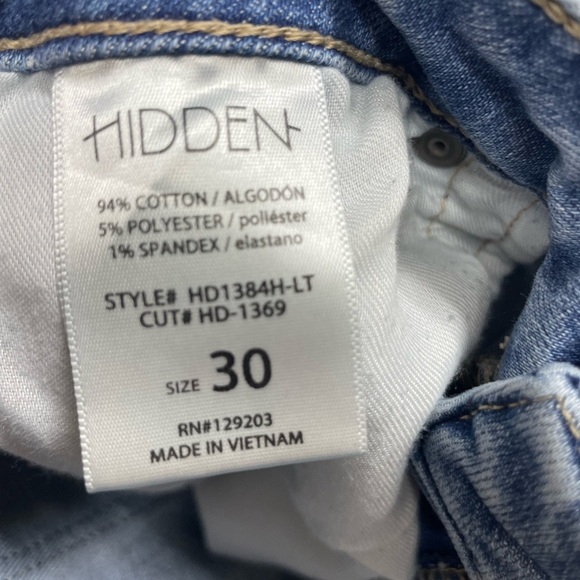 HIDDEN
94% COTTON / ALGODÓN
5% POLYESTER / poliéster
1% SPANDEX / elastano
STYLE# HD1384H-LT
CUT# HD-1369
SIZE 30
RN#129203
MADE IN VIETNAM